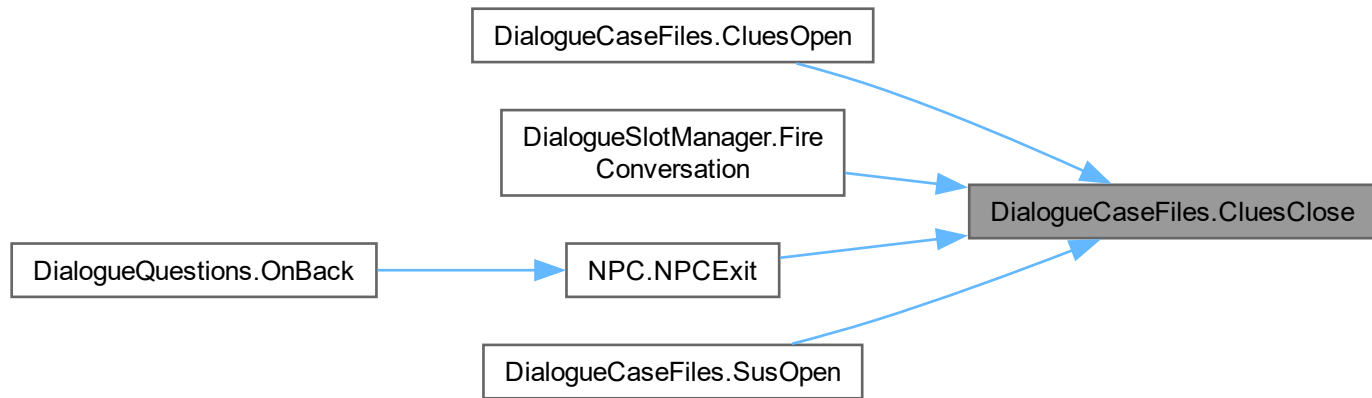 DialogueCaseFiles.CluesOpen
DialogueSlotManager.Fire
Conversation
DialogueCaseFiles.CluesClose
DialogueQuestions.OnBack
NPC.NPCExit
DialogueCaseFiles.SusOpen